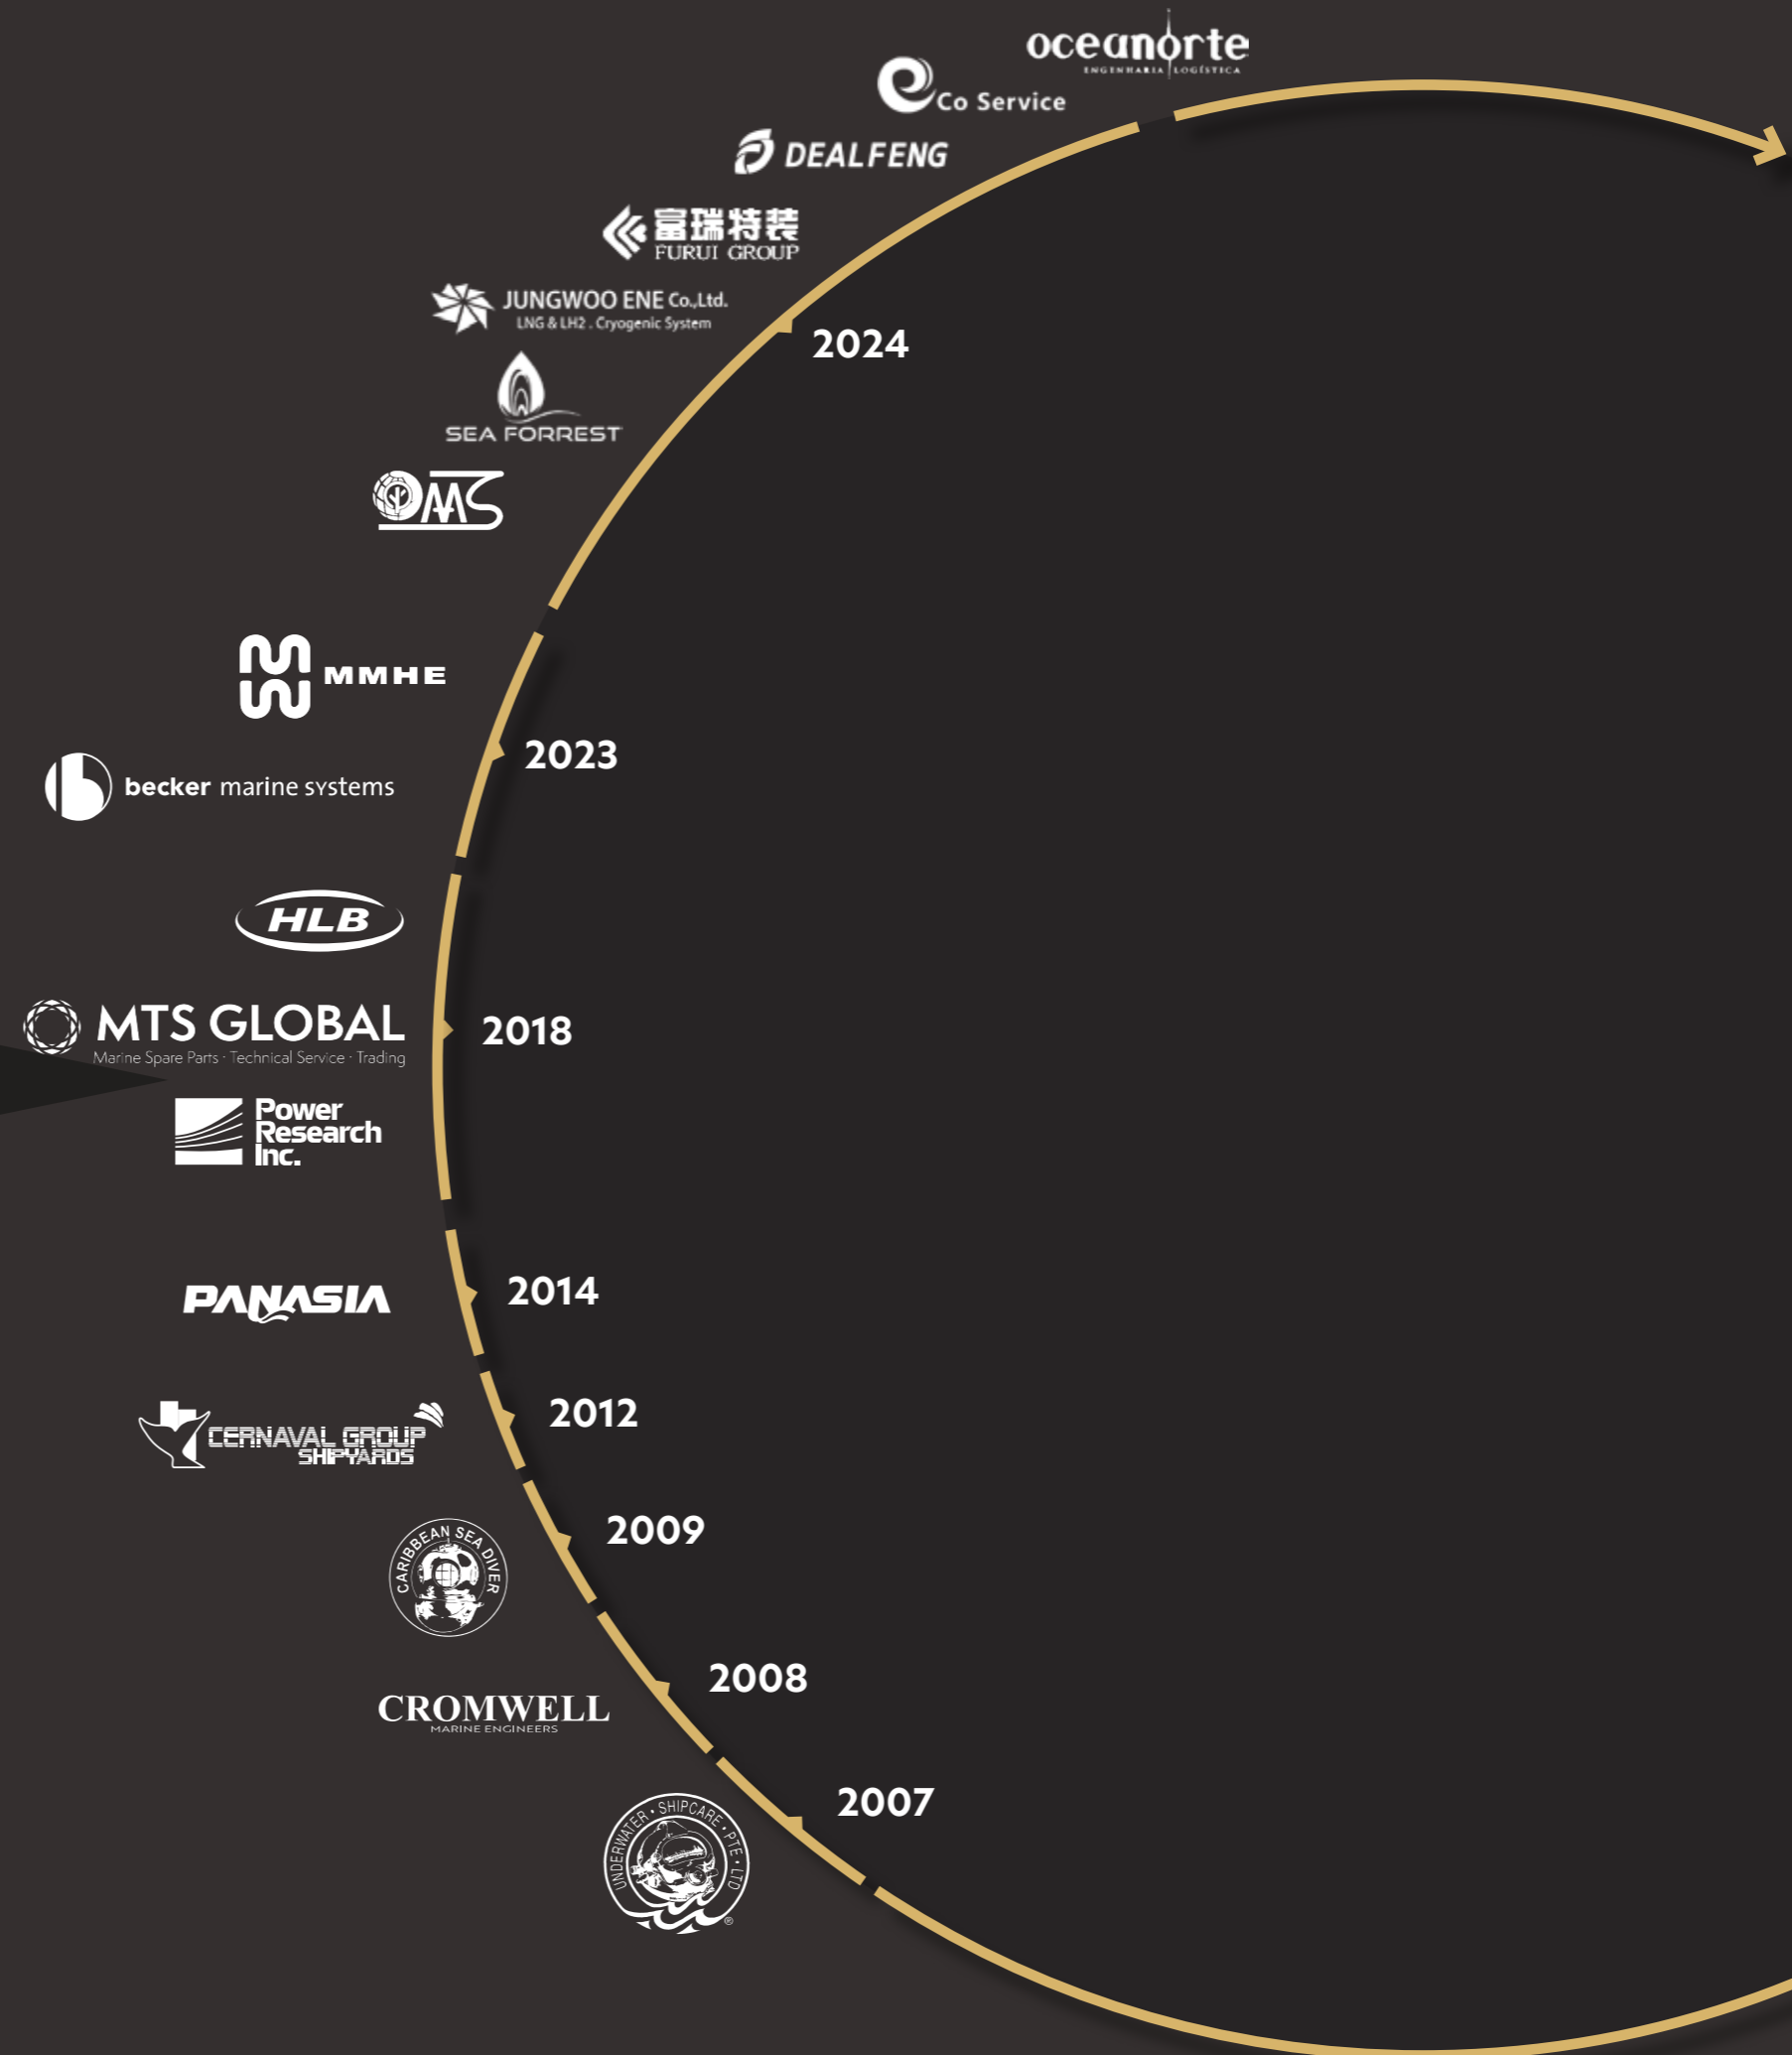 oceanorte
ENGENHARIA LOGÍSTICA
eCo Service
DEALFENG
富瑞特装
FURUI GROUP
JUNGWOO ENE Co.,Ltd.
LNG & LH2 . Cryogenic System
2024
SEA FORREST
OMS
MMHE
2023
becker marine systems
HLB
MTS GLOBAL
Marine Spare Parts · Technical Service · Trading
2018
Power
Research
Inc.
PANASIA
2014
2012
CERNAVAL GROUP
SHIPYARDS
2009
CARIBBEAN SEA DIVER
2008
CROMWELL
MARINE ENGINEERS
2007
UNDERWATER • SHIPCARE • PTE • LTD
®